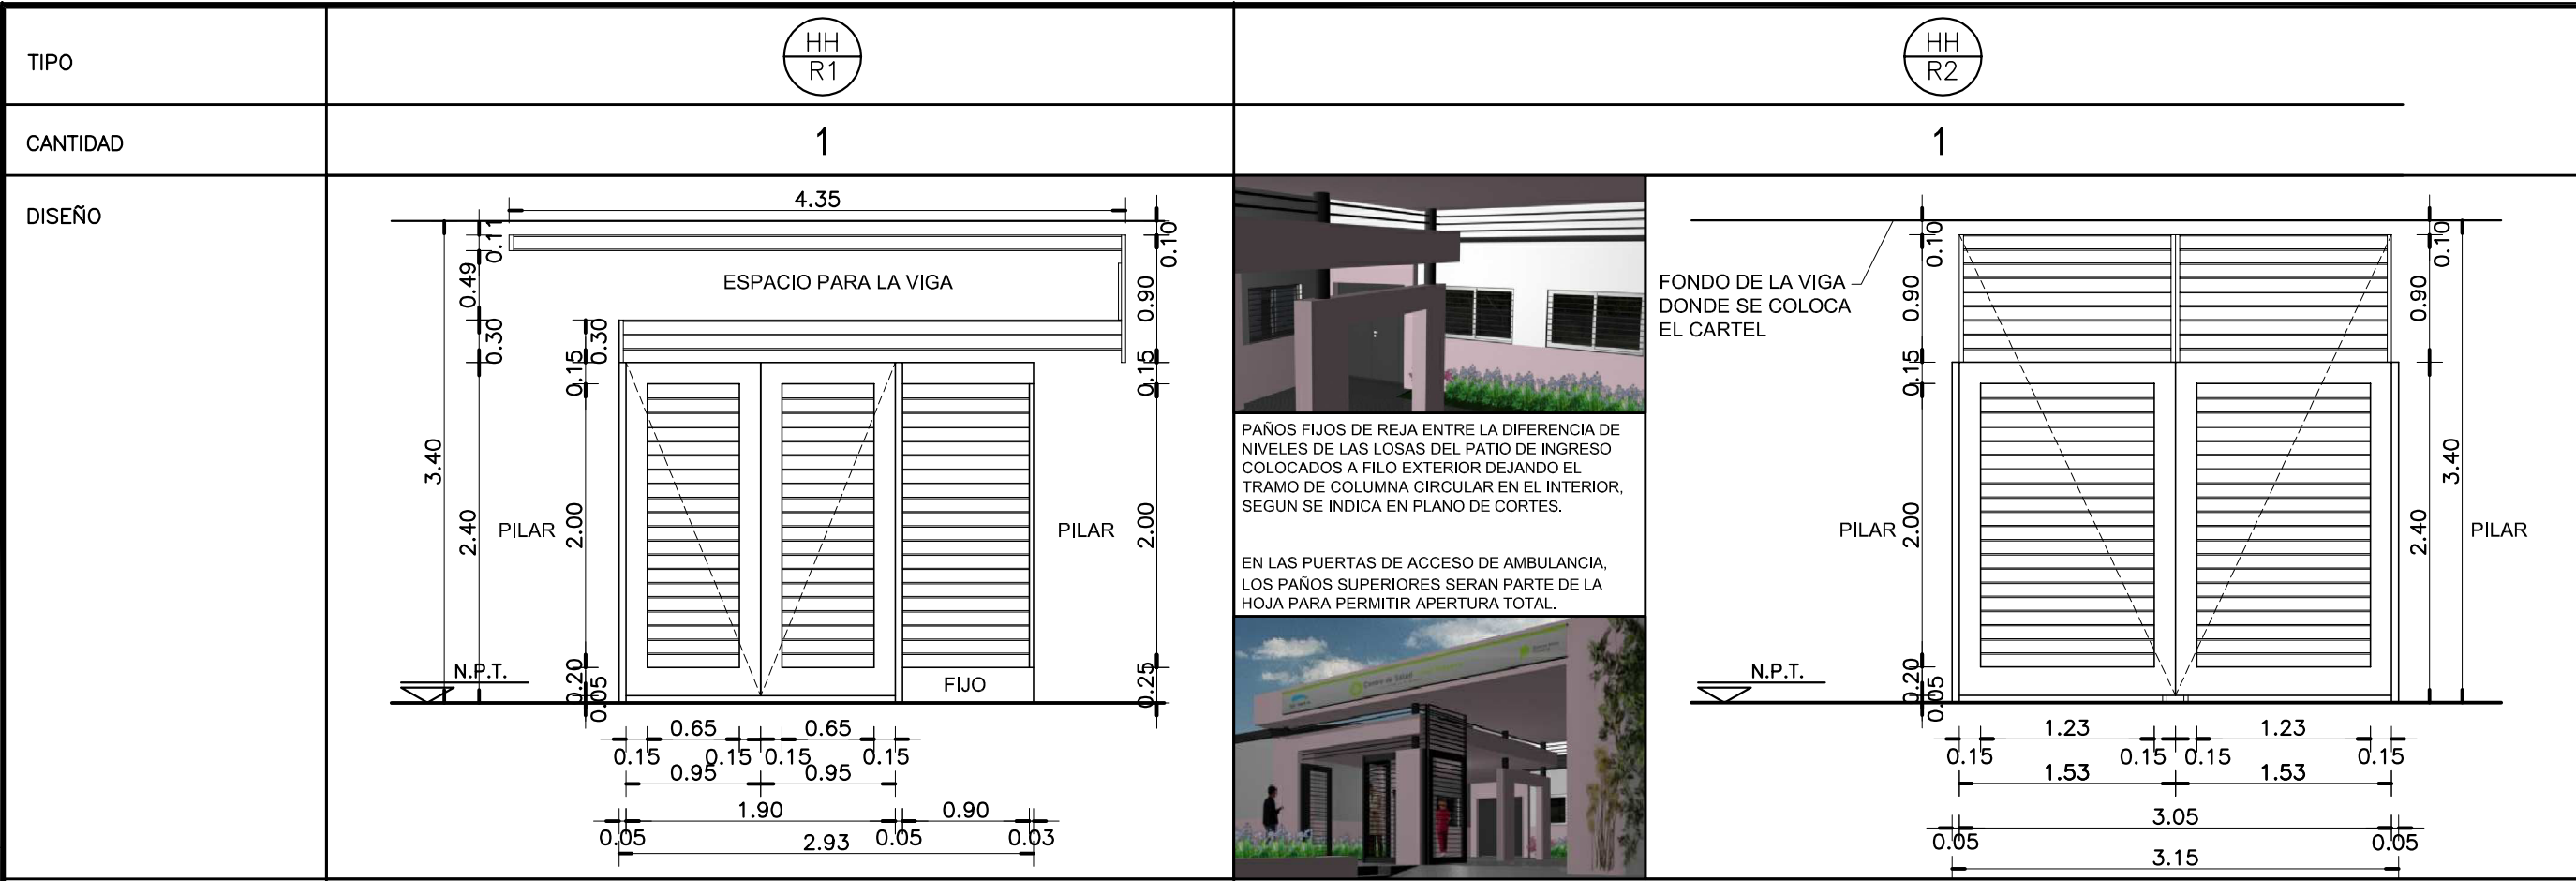 TIPO
HH
R1
HH
R2
CANTIDAD
1
1
DISEÑO
4.35
0.11
0.49
0.30
0.10
0.90
0.15
ESPACIO PARA LA VIGA
0.30
0.15
3.40
2.40
PILAR
2.00
PILAR
2.00
N.P.T.
0.20
0.05
FIJO
0.25
0.65
0.65
0.15
0.15
0.15
0.15
0.95
0.95
1.90
0.90
0.05
0.05
0.03
2.93
PAÑOS FIJOS DE REJA ENTRE LA DIFERENCIA DE
NIVELES DE LAS LOSAS DEL PATIO DE INGRESO
COLOCADOS A FILO EXTERIOR DEJANDO EL
TRAMO DE COLUMNA CIRCULAR EN EL INTERIOR,
SEGUN SE INDICA EN PLANO DE CORTES.
EN LAS PUERTAS DE ACCESO DE AMBULANCIA,
LOS PAÑOS SUPERIORES SERAN PARTE DE LA
HOJA PARA PERMITIR APERTURA TOTAL.
Centro de Salud
FONDO DE LA VIGA
DONDE SE COLOCA
EL CARTEL
0.10
0.90
0.15
0.10
0.90
PILAR
2.00
3.40
2.40
PILAR
N.P.T.
0.20
0.05
1.23
1.23
0.15
0.15
0.15
0.15
1.53
1.53
3.05
0.05
0.05
3.15